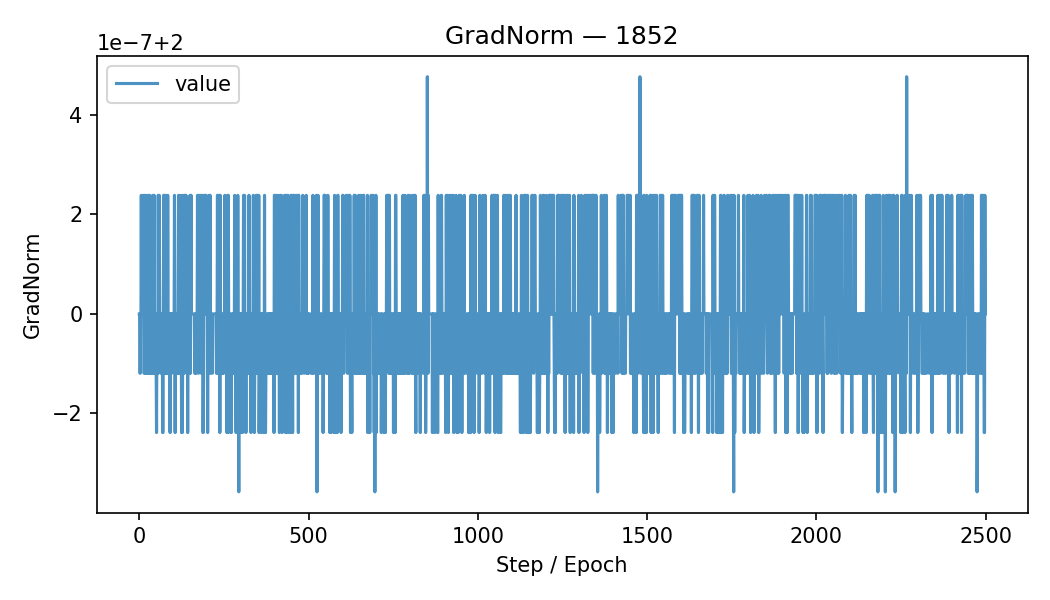 GradNorm — 1852
1e−7+2
value
4
2
0
−2
GradNorm
0
500
1000
1500
2000
2500
Step / Epoch